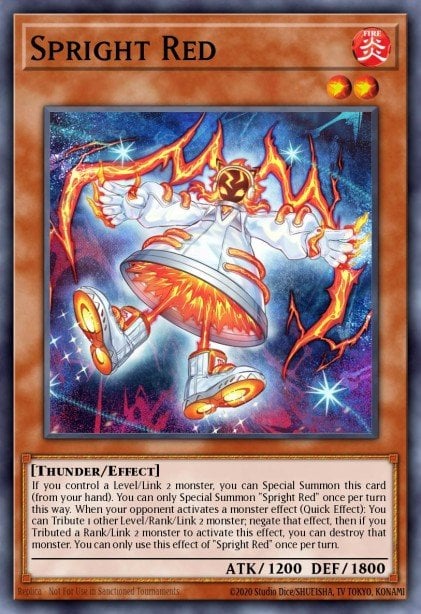 Spright Red
FIRE
炎
[Thunder/Effect]
If you control a Level/Link 2 monster, you can Special Summon this card
(from your hand). You can only Special Summon "Spright Red" once per turn
this way. When your opponent activates a monster effect (Quick Effect): You
can Tribute 1 other Level/Rank/Link 2 monster; negate that effect, then if
you Tributed a Rank/Link 2 monster to activate this effect, you can destroy
that monster. You can only use this effect of "Spright Red" once per turn.
ATK/1200 DEF/1800
Replica - Not For Use in Sanctioned Tournaments
©2020 Studio Dice/SHUEISHA, TV TOKYO, KONAMI